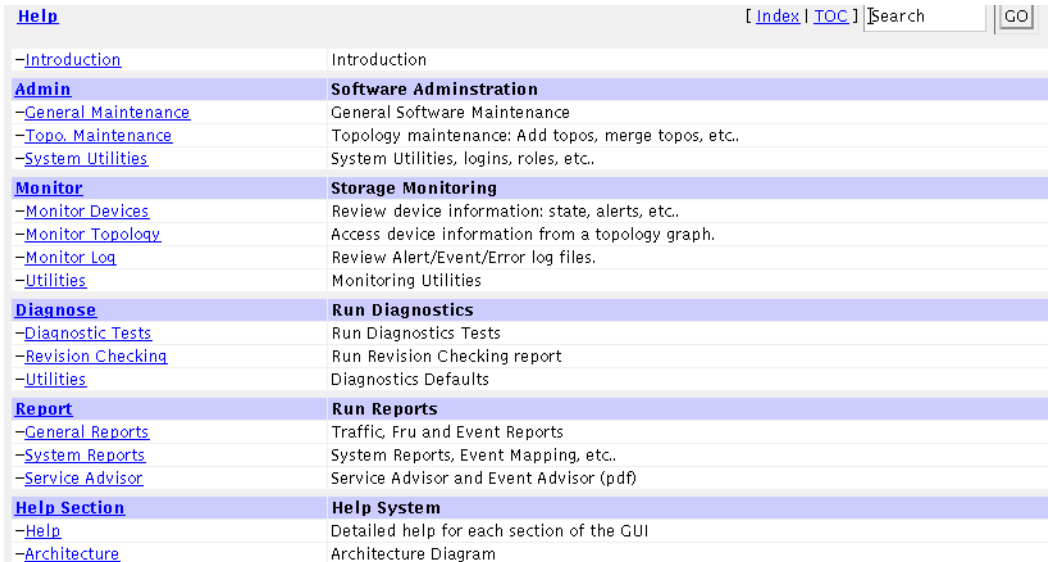 Help [ Index | TOC ] Search GO
–Introduction Introduction
Admin Software Adminstration
–General Maintenance General Software Maintenance
–Topo. Maintenance Topology maintenance: Add topos, merge topos, etc..
–System Utilities System Utilities, logins, roles, etc..
Monitor Storage Monitoring
–Monitor Devices Review device information: state, alerts, etc..
–Monitor Topology Access device information from a topology graph.
–Monitor Log Review Alert/Event/Error log files.
–Utilities Monitoring Utilities
Diagnose Run Diagnostics
–Diagnostic Tests Run Diagnostics Tests
–Revision Checking Run Revision Checking report
–Utilities Diagnostics Defaults
Report Run Reports
–General Reports Traffic, Fru and Event Reports
–System Reports System Reports, Event Mapping, etc..
–Service Advisor Service Advisor and Event Advisor (pdf)
Help Section Help System
–Help Detailed help for each section of the GUI
–Architecture Architecture Diagram